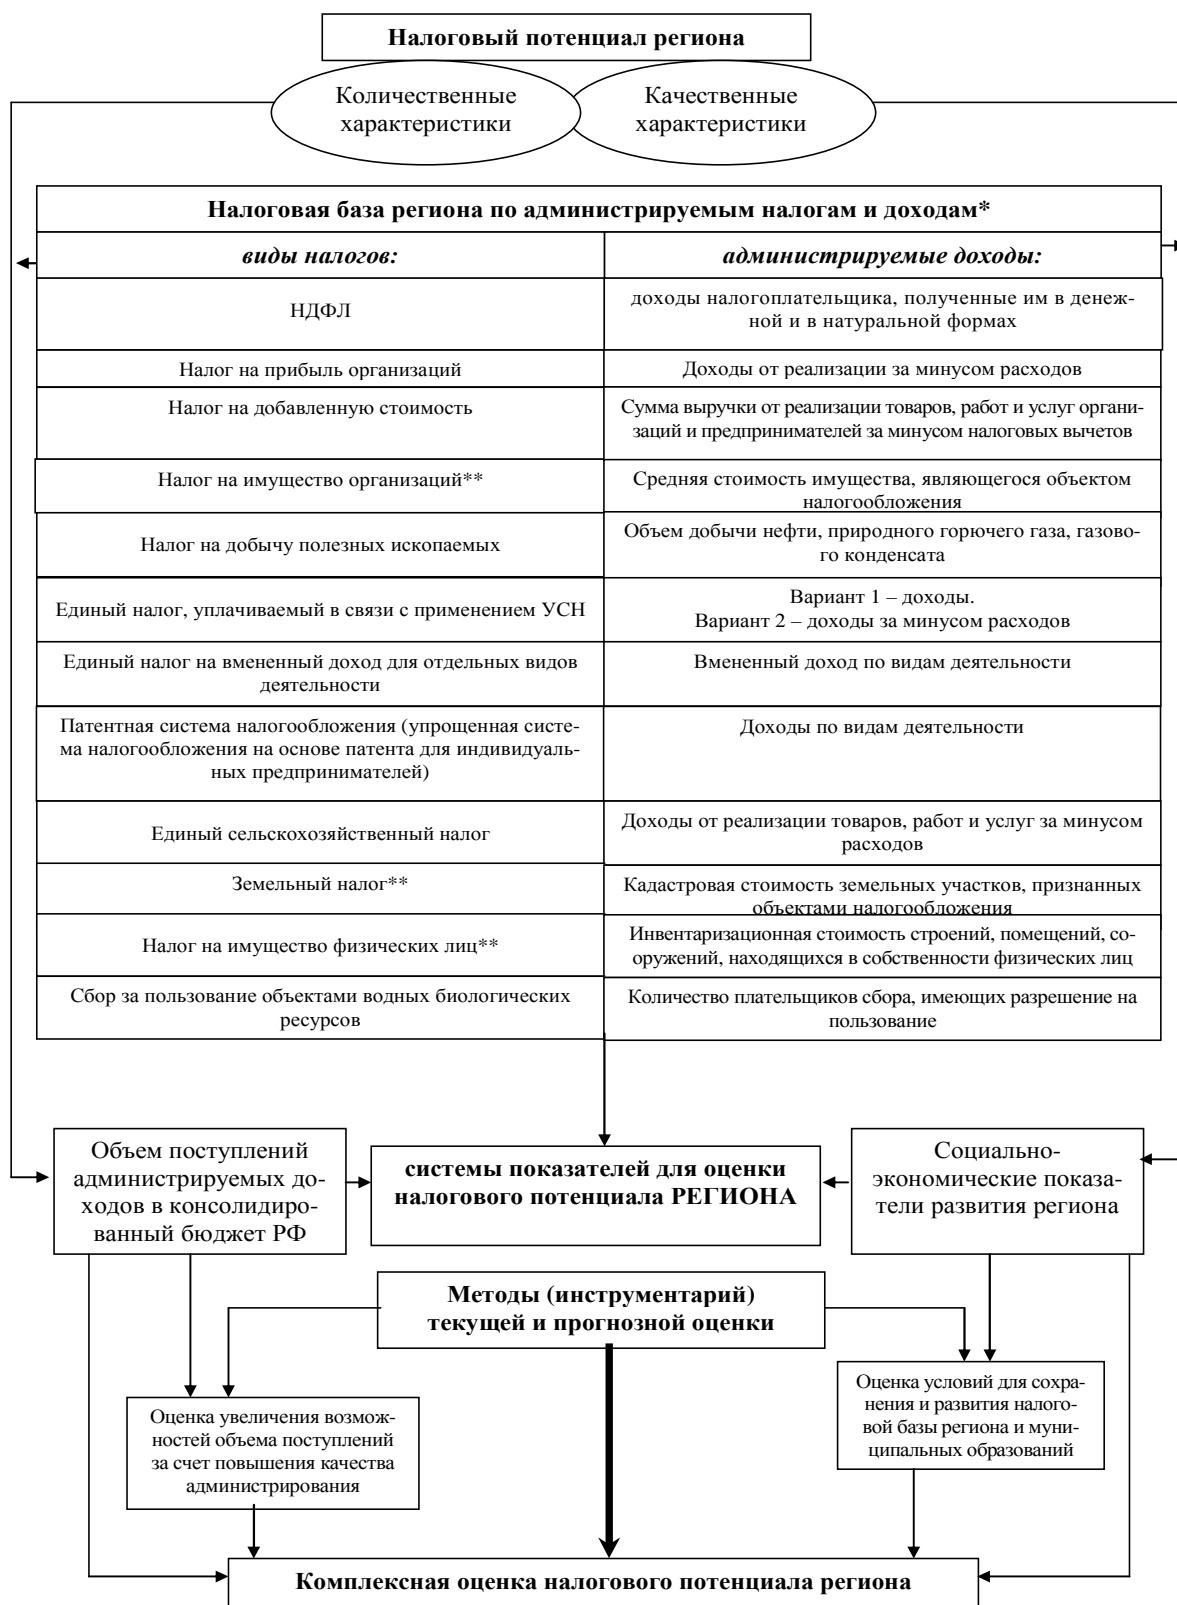 Налоговый потенциал региона
Количественные
характеристики
Качественные
характеристики
Налоговая база региона по администрируемым налогам и доходам*
виды налогов:
администрируемые доходы:
НДФЛ
доходы налогоплательщика, полученные им в денеж-
ной и в натуральной формах
Налог на прибыль организаций
Доходы от реализации за минусом расходов
Налог на добавленную стоимость
Сумма выручки от реализации товаров, работ и услуг органи-
заций и предпринимателей за минусом налоговых вычетов
Налог на имущество организаций**
Средняя стоимость имущества, являющегося объектом
налогообложения
Налог на добычу полезных ископаемых
Объем добычи нефти, природного горючего газа, газово-
го конденсата
Единый налог, уплачиваемый в связи с применением УСН
Вариант 1 – доходы.
Вариант 2 – доходы за минусом расходов
Единый налог на вмененный доход для отдельных видов
деятельности
Вмененный доход по видам деятельности
Патентная система налогообложения (упрощенная систе-
ма налогообложения на основе патента для индивидуаль-
ных предпринимателей)
Доходы по видам деятельности
Единый сельскохозяйственный налог
Доходы от реализации товаров, работ и услуг за минусом
расходов
Земельный налог**
Кадастровая стоимость земельных участков, признанных
объектами налогообложения
Налог на имущество физических лиц**
Инвентаризационная стоимость строений, помещений, со-
оружений, находящихся в собственности физических лиц
Сбор за пользование объектами водных биологических
ресурсов
Количество плательщиков сбора, имеющих разрешение на
пользование
Объем поступлений
администрируемых до-
ходов в консолидиро-
ванный бюджет РФ
системы показателей для оценки
налогового потенциала РЕГИОНА
Социально-
экономические показа-
тели развития региона
Методы (инструментарий)
текущей и прогнозной оценки
Оценка увеличения возмож-
ностей объема поступлений
за счет повышения качества
администрирования
Оценка условий для сохра-
нения и развития налого-
вой базы региона и муни-
ципальных образований
Комплексная оценка налогового потенциала региона